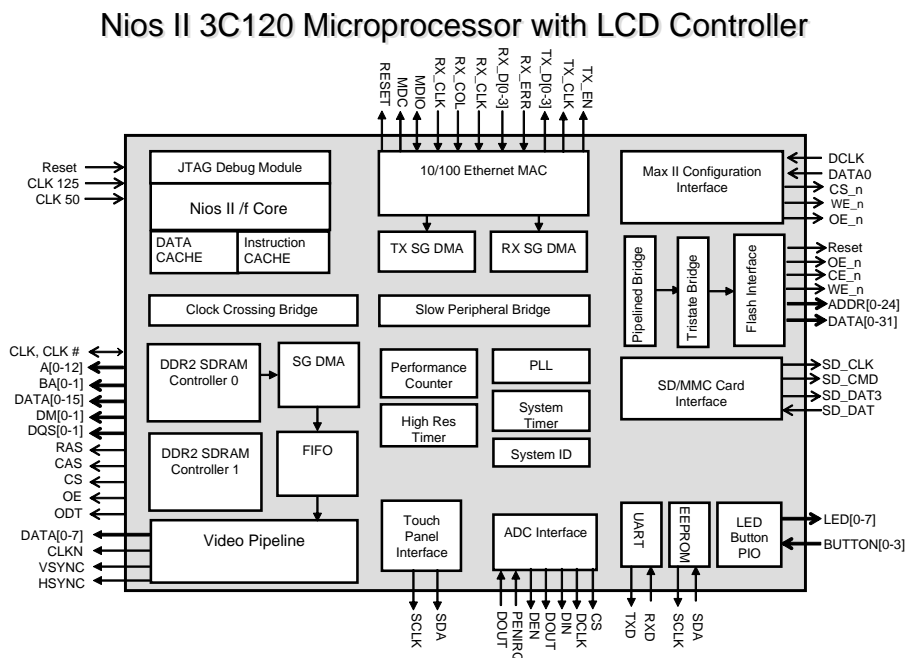 Nios II 3C120 Microprocessor with LCD Controller
RESET
MDC
MDIO
RX_CLK
RX_COL
RX_CLK
RX_D[0-3]
RX_ERR
TX_D[0-3]
TX_CLK
TX_EN
Reset
CLK 125
CLK 50
JTAG Debug Module
Nios II /f Core
DATA
CACHE
Instruction
CACHE
10/100 Ethernet MAC
TX SG DMA
RX SG DMA
Max II Configuration
Interface
DCLK
DATA0
CS_n
WE_n
OE_n
Pipelined Bridge
Tristate Bridge
Flash Interface
Reset
OE_n
CE_n
WE_n
ADDR[0-24]
DATA[0-31]
Clock Crossing Bridge
Slow Peripheral Bridge
CLK, CLK #
A[0-12]
BA[0-1]
DATA[0-15]
DM[0-1]
DQS[0-1]
RAS
CAS
CS
OE
ODT
DDR2 SDRAM
Controller 0
SG DMA
DDR2 SDRAM
Controller 1
FIFO
Performance
Counter
PLL
High Res
Timer
System
Timer
System ID
SD/MMC Card
Interface
SD_CLK
SD_CMD
SD_DAT3
SD_DAT
DATA[0-7]
CLKN
VSYNC
HSYNC
Video Pipeline
Touch
Panel
Interface
SCLK
SDA
ADC Interface
DOUT
PENIRQ
DEN
DOUT
DIN
DCLK
CS
UART
TXD
RXD
EEPROM
SCLK
SDA
LED
Button
PIO
LED[0-7]
BUTTON[0-3]